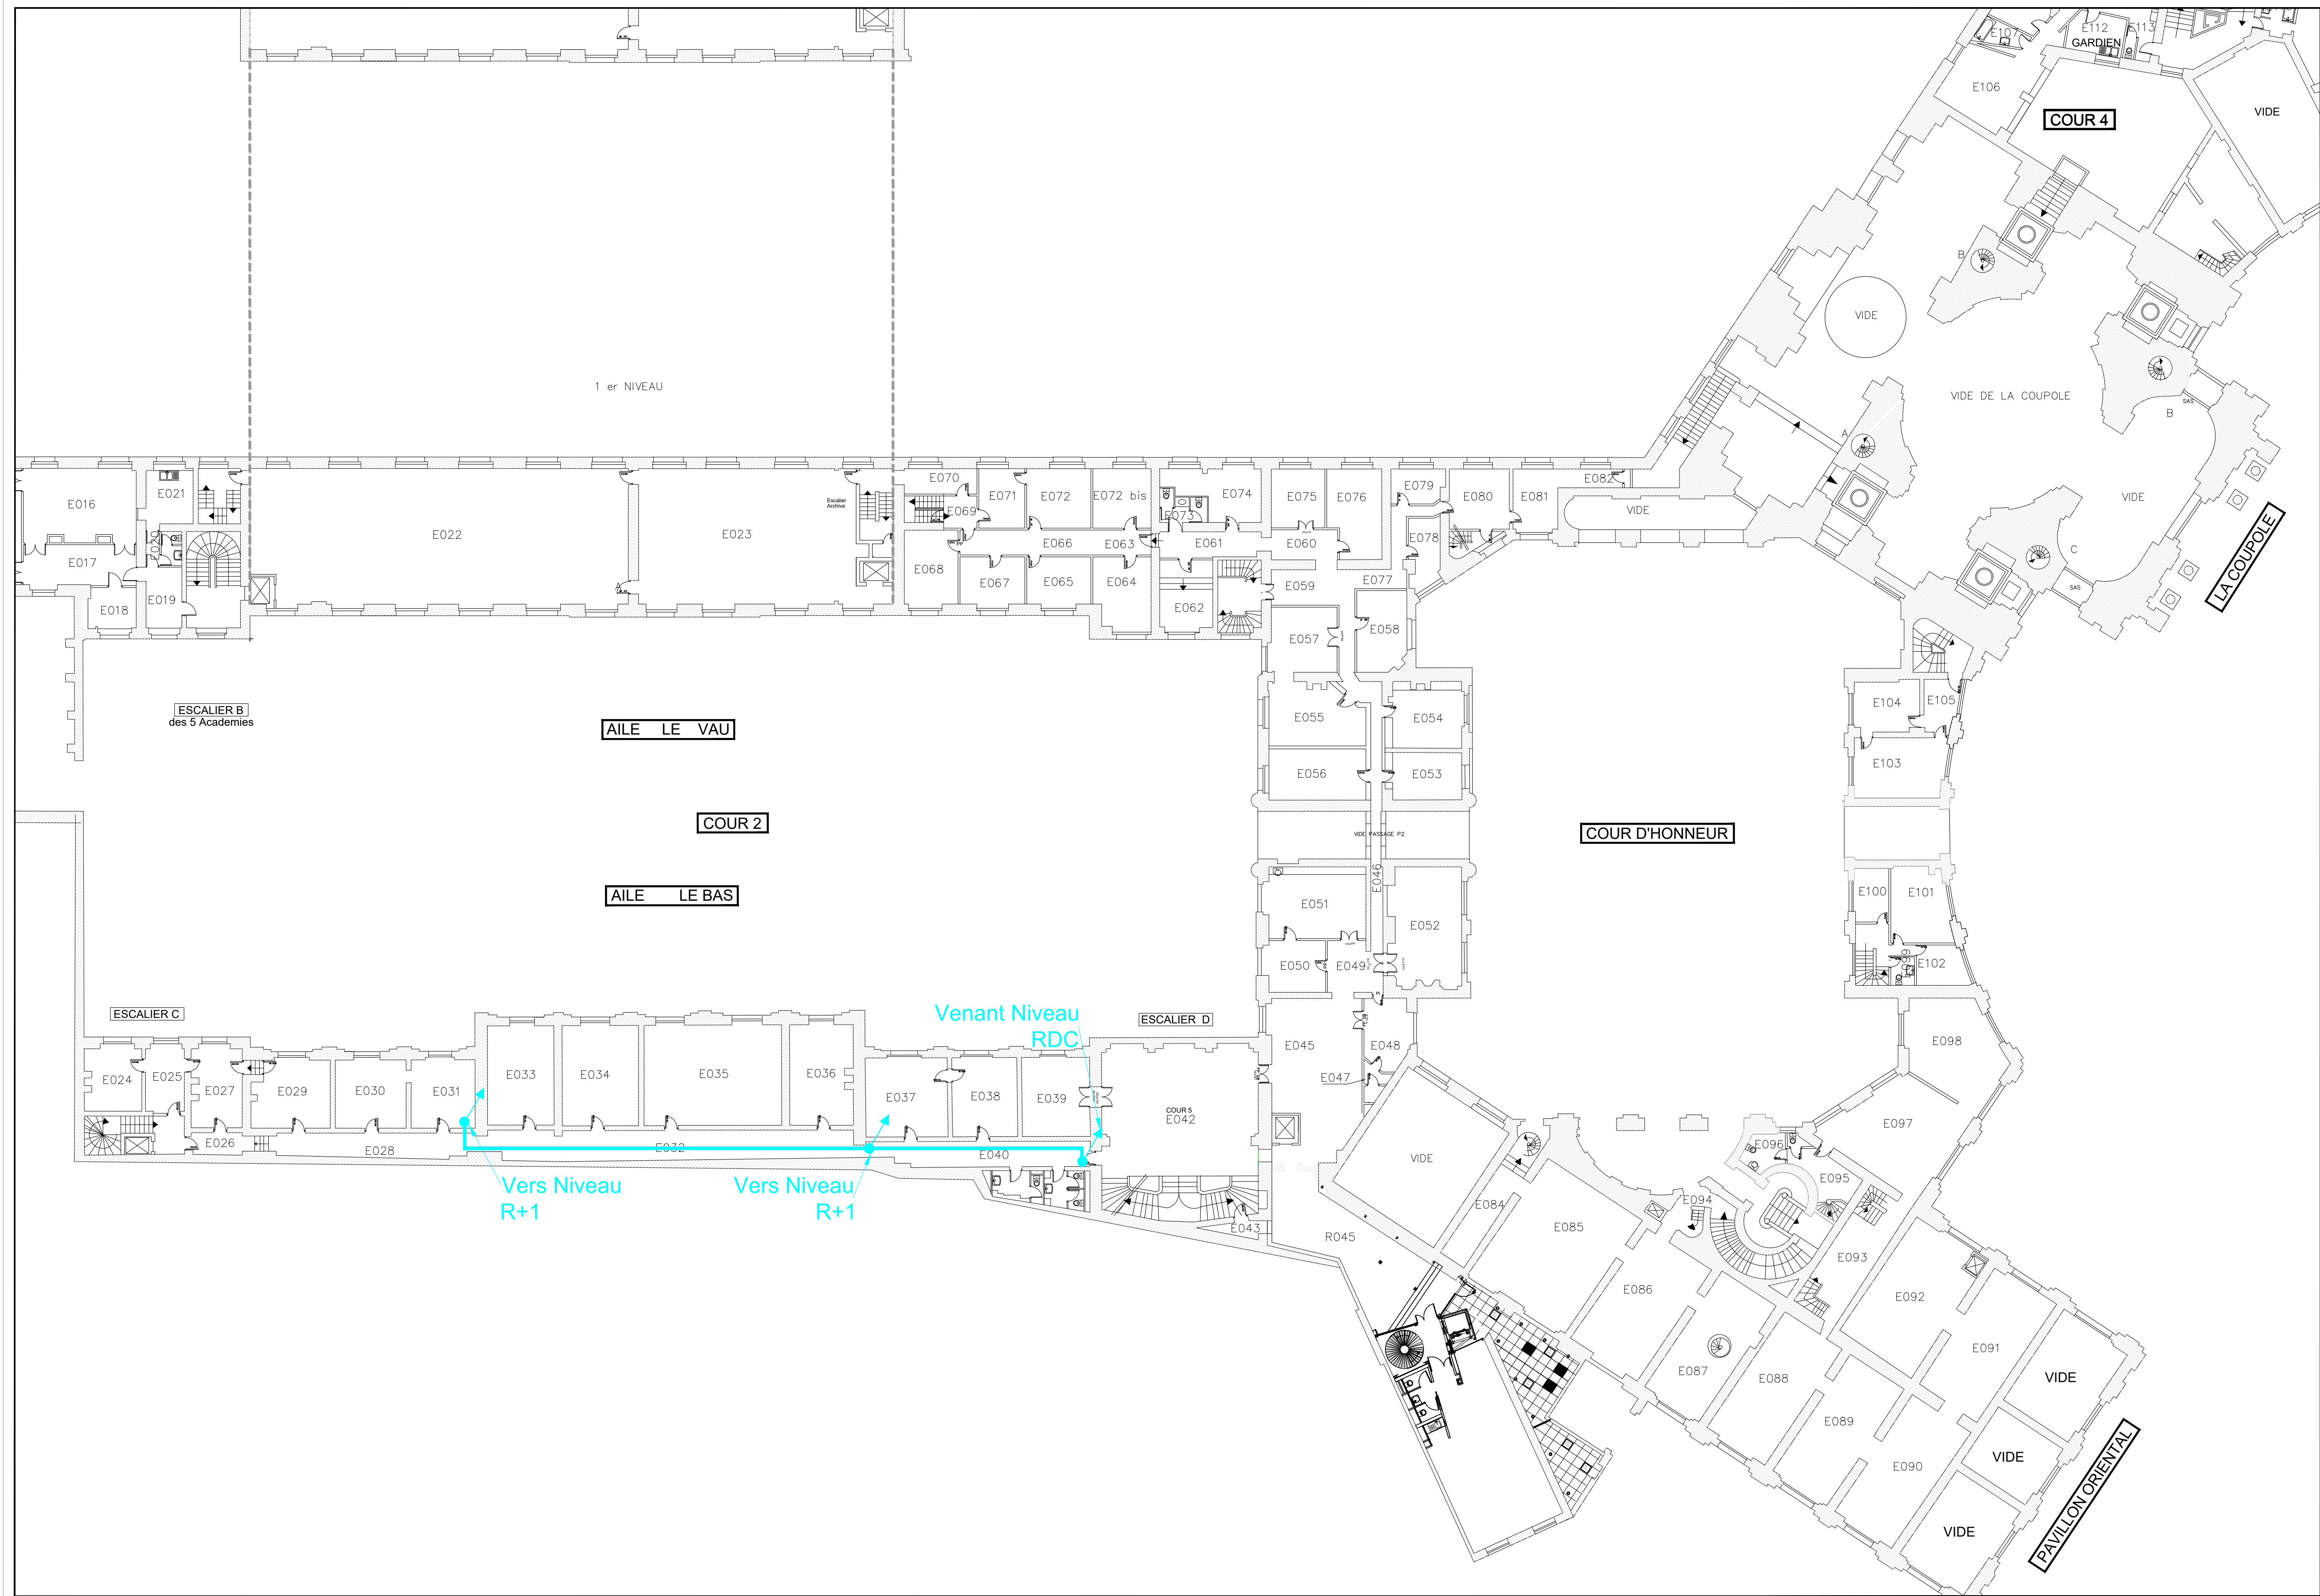 E107
E112
E113
GARDIEN
E106
COUR 4
VIDE
B
VIDE
1 er NIVEAU
VIDE DE LA COUPOLE
SAS
B
A
E016
E021
E070
E071
E072
E072 bis
E074
E075
E076
E079
E080
E081
E082
VIDE
VIDE
Escalier
Archive
E069
E073
E020
E022
E023
E066
E063
E061
E060
E078
E017
E068
E067
E065
E064
E062
E059
E077
C
SAS
LA COUPOLE
E018
E019
E057
E058
ESCALIER B
des 5 Academies
AILE LE VAU
E055
E054
E104
E105
E056
E053
E103
COUR 2
VIDE PASSAGE P2
COUR D'HONNEUR
AILE LE BAS
E046
E051
E052
E100
E101
E050
E049
E099
E102
ESCALIER C
Venant Niveau
RDC
ESCALIER D
E045
E048
E098
E024
E025
E027
E029
E030
E031
E033
E034
E035
E036
E037
E038
E039
COUR 5
E042
E047
E097
E026
E028
E032
E040
VIDE
E096
E095
Vers Niveau
R+1
Vers Niveau
R+1
E043
R045
E084
E085
E094
E093
E086
E092
E087
E088
E091
VIDE
E089
E090
VIDE
VIDE
PAVILLON ORIENTAL